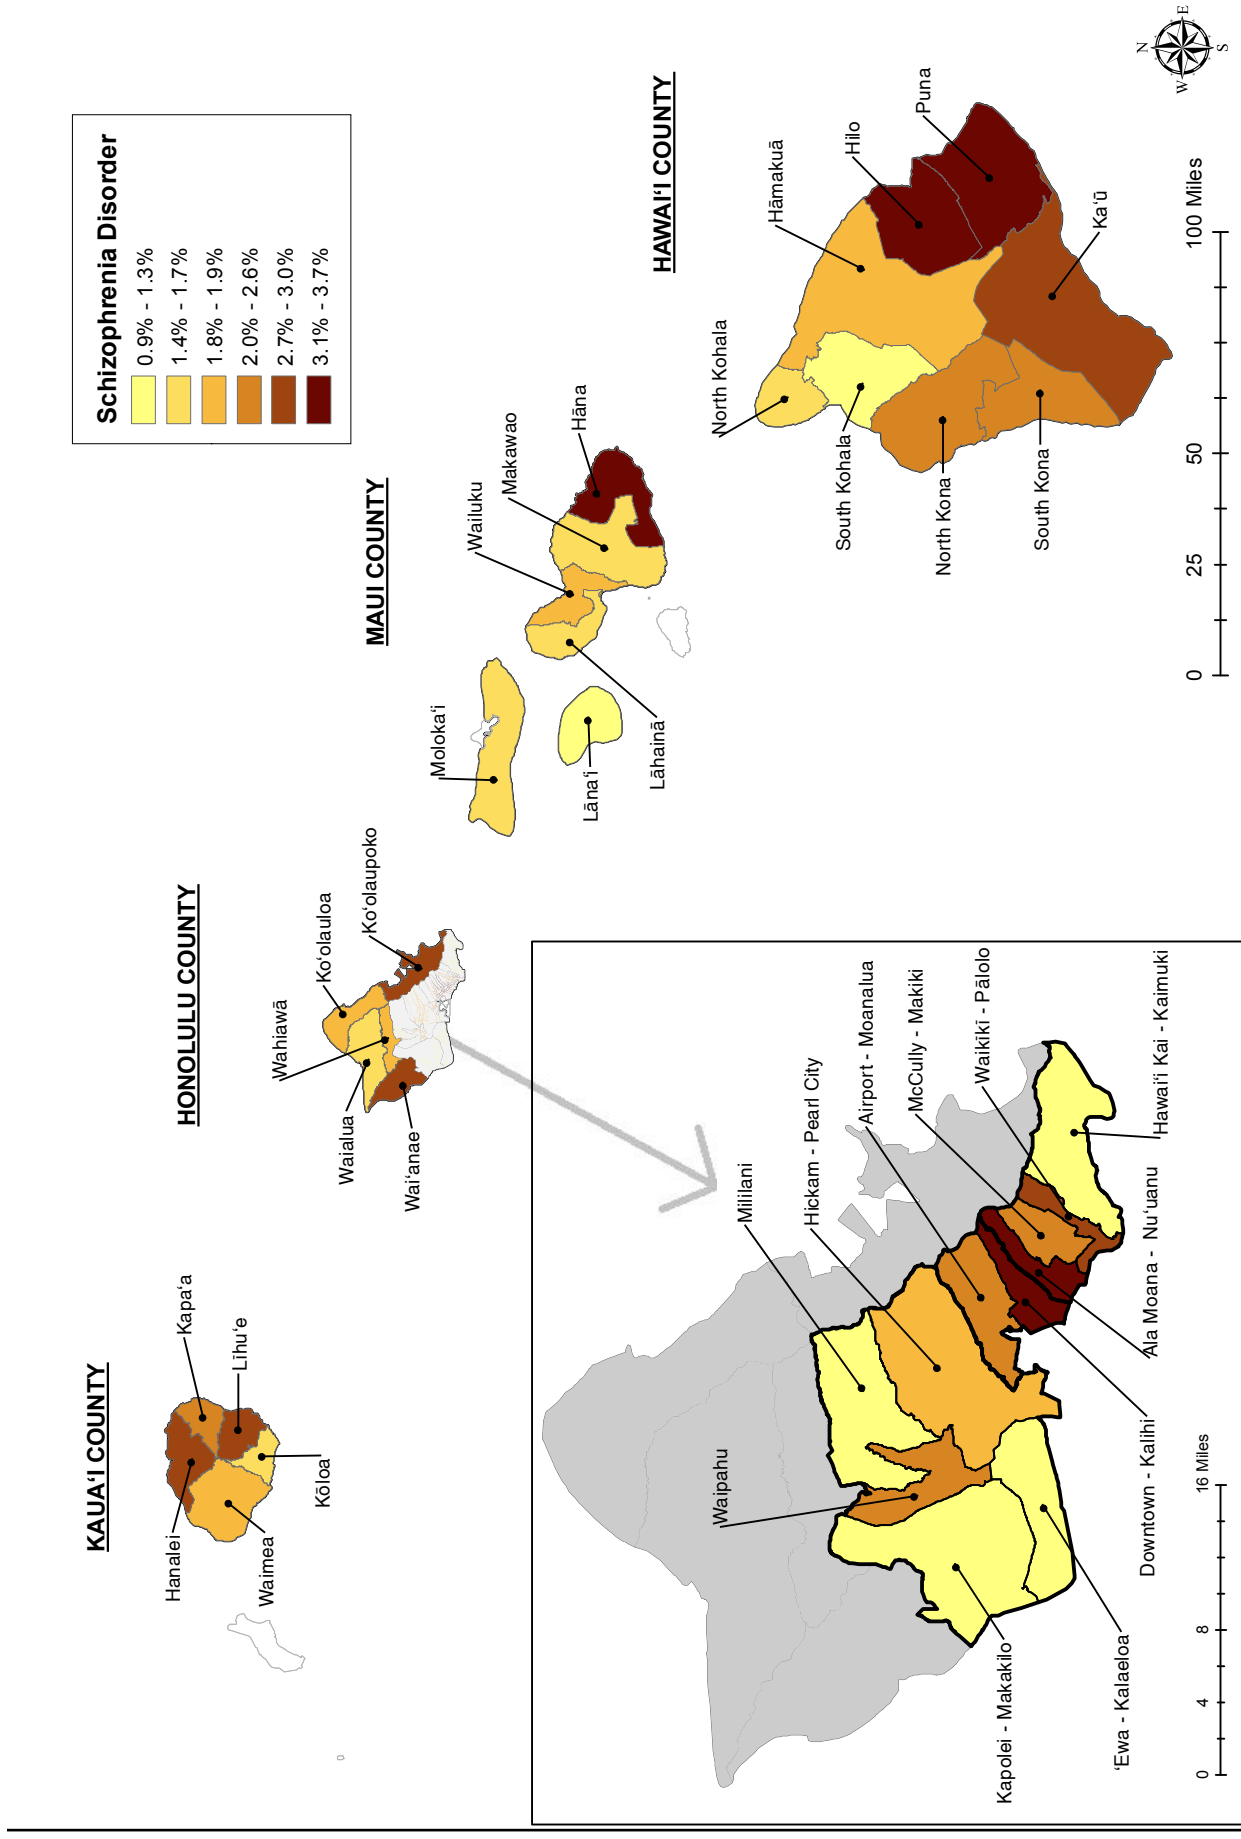 Schizophrenia Disorder
0.9% - 1.3%
1.4% - 1.7%
1.8% - 1.9%
2.0% - 2.6%
2.7% - 3.0%
3.1% - 3.7%
KAUAʻI COUNTY
Hanalei
Kapaʻa
Līhuʻe
Waimea
Kōloa
HONOLULU COUNTY
Wahiawā
Koʻolauloa
Koʻolaupoko
Waialua
Waiʻanae
MAUI COUNTY
Molokaʻi
Lānaʻi
Lāhainā
Wailuku
Makawao
Hāna
HAWAIʻI COUNTY
North Kohala
Hāmakuā
Hilo
Puna
South Kohala
North Kona
South Kona
Kaʻū
0
25
50
100 Miles
N
W
E
S
Waipahu
Mililani
Hickam - Pearl City
Airport - Moanalua
McCully - Makiki
Waikīkī - Pālolo
Kapolei - Makakilo
ʻEwa - Kalaeloa
Downtown - Kalihi
Ala Moana - Nuʻuanu
Hawaiʻi Kai - Kaimuki
0
4
8
16 Miles